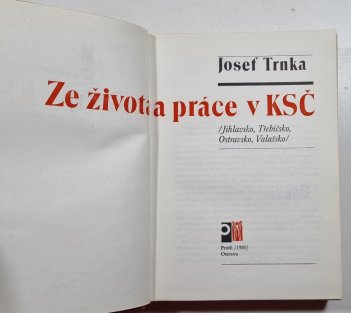 Josef Trnka
Ze života práce v KSČ
/Jihlavsko, Třebíčsko,
Ostravsko, Valašsko/
Profil /1980/
Ostrava